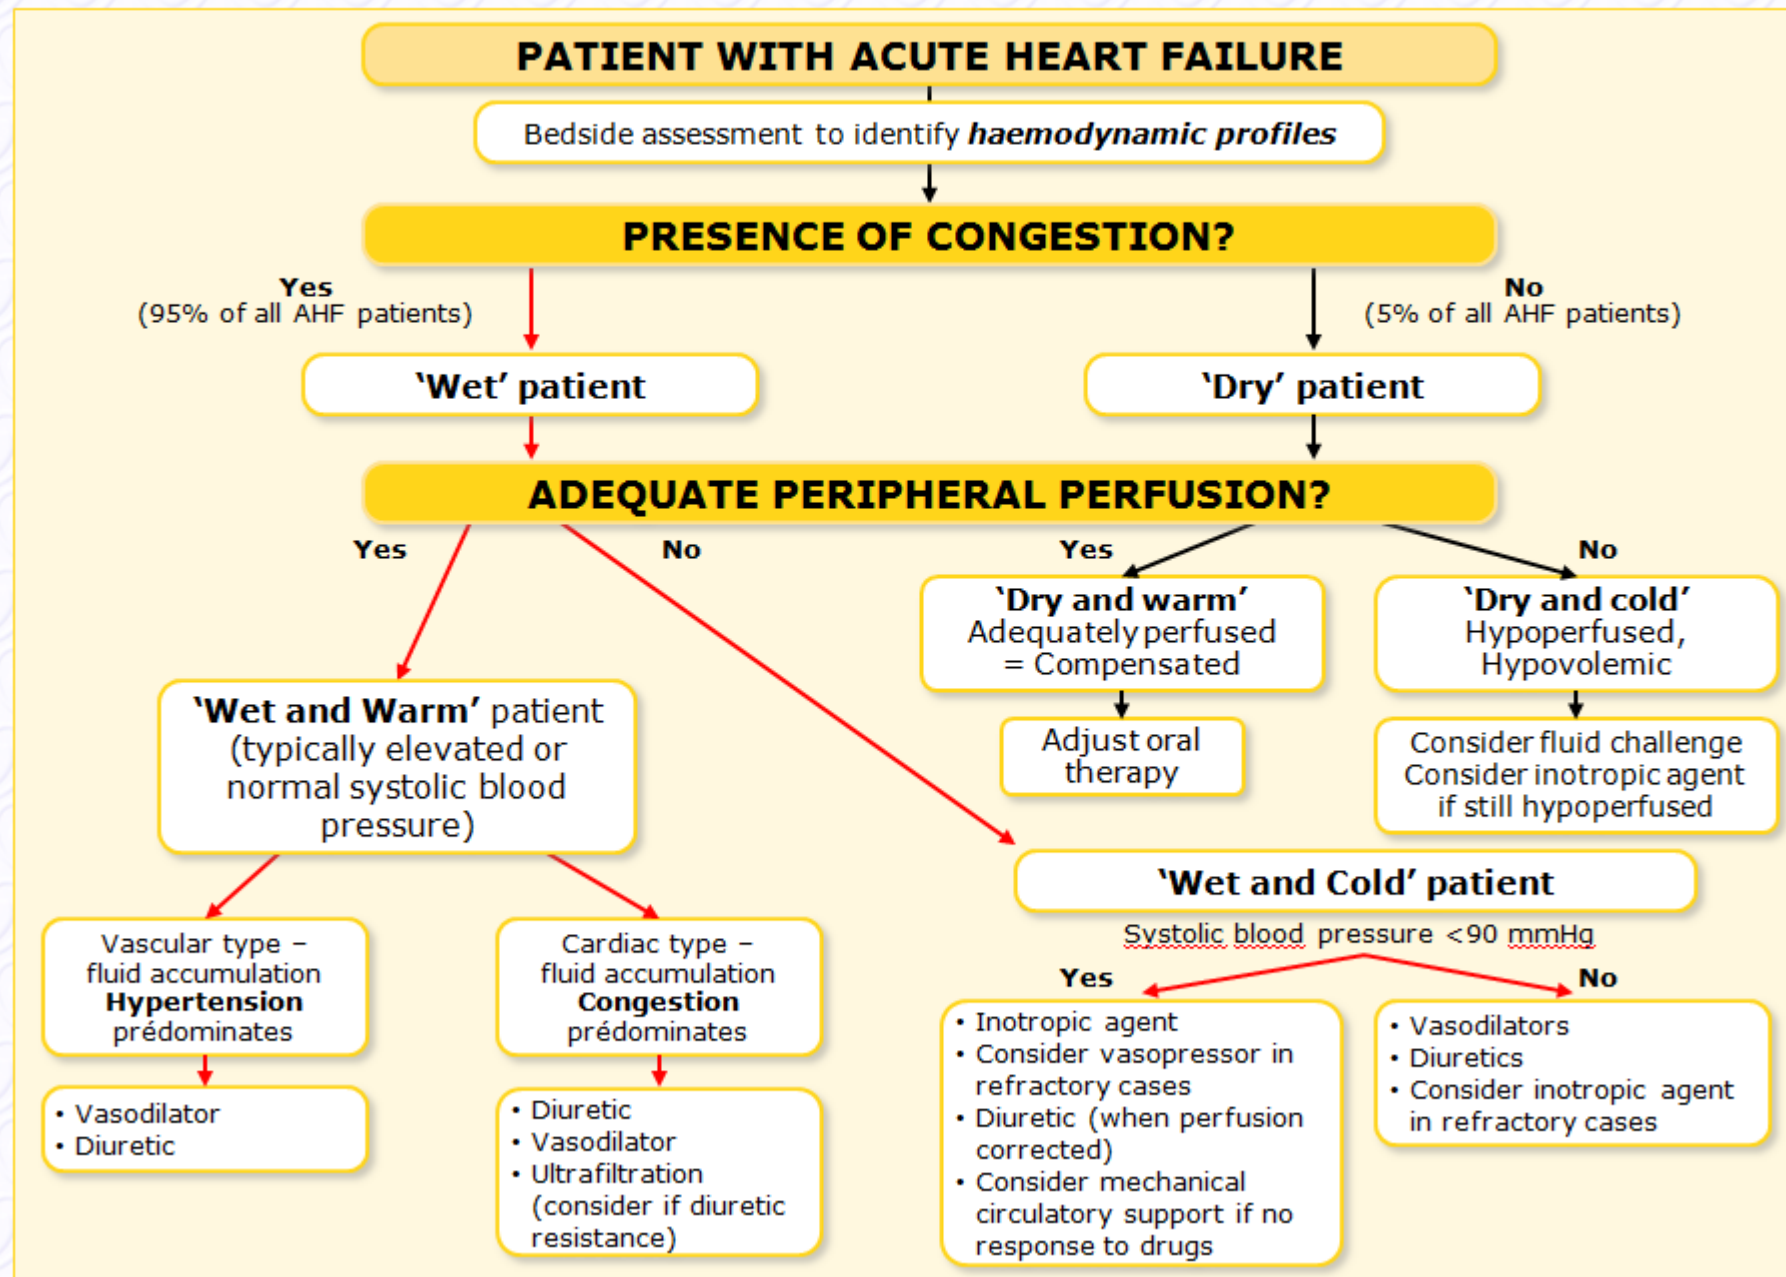 PATIENT WITH ACUTE HEART FAILURE
Bedside assessment to identify haemodynamic profiles
PRESENCE OF CONGESTION?
Yes
(95% of all AHF patients)
No
(5% of all AHF patients)
‘Wet’ patient
‘Dry’ patient
ADEQUATE PERIPHERAL PERFUSION?
Yes
No
Yes
No
‘Dry and warm’
Adequately perfused
= Compensated
‘Dry and cold’
Hypoperfused,
Hypovolemic
Adjust oral
therapy
Consider fluid challenge
Consider inotropic agent
if still hypoperfused
‘Wet and Warm’ patient
(typically elevated or
normal systolic blood
pressure)
‘Wet and Cold’ patient
Systolic blood pressure <90 mmHg
Yes
No
Vascular type –
fluid accumulation
Hypertension
prédominates
Cardiac type –
fluid accumulation
Congestion
prédominates
• Vasodilator
• Diuretic
• Diuretic
• Vasodilator
• Ultrafiltration
(consider if diuretic
resistance)
• Inotropic agent
• Consider vasopressor in
refractory cases
• Diuretic (when perfusion
corrected)
• Consider mechanical
circulatory support if no
response to drugs
• Vasodilators
• Diuretics
• Consider inotropic agent
in refractory cases